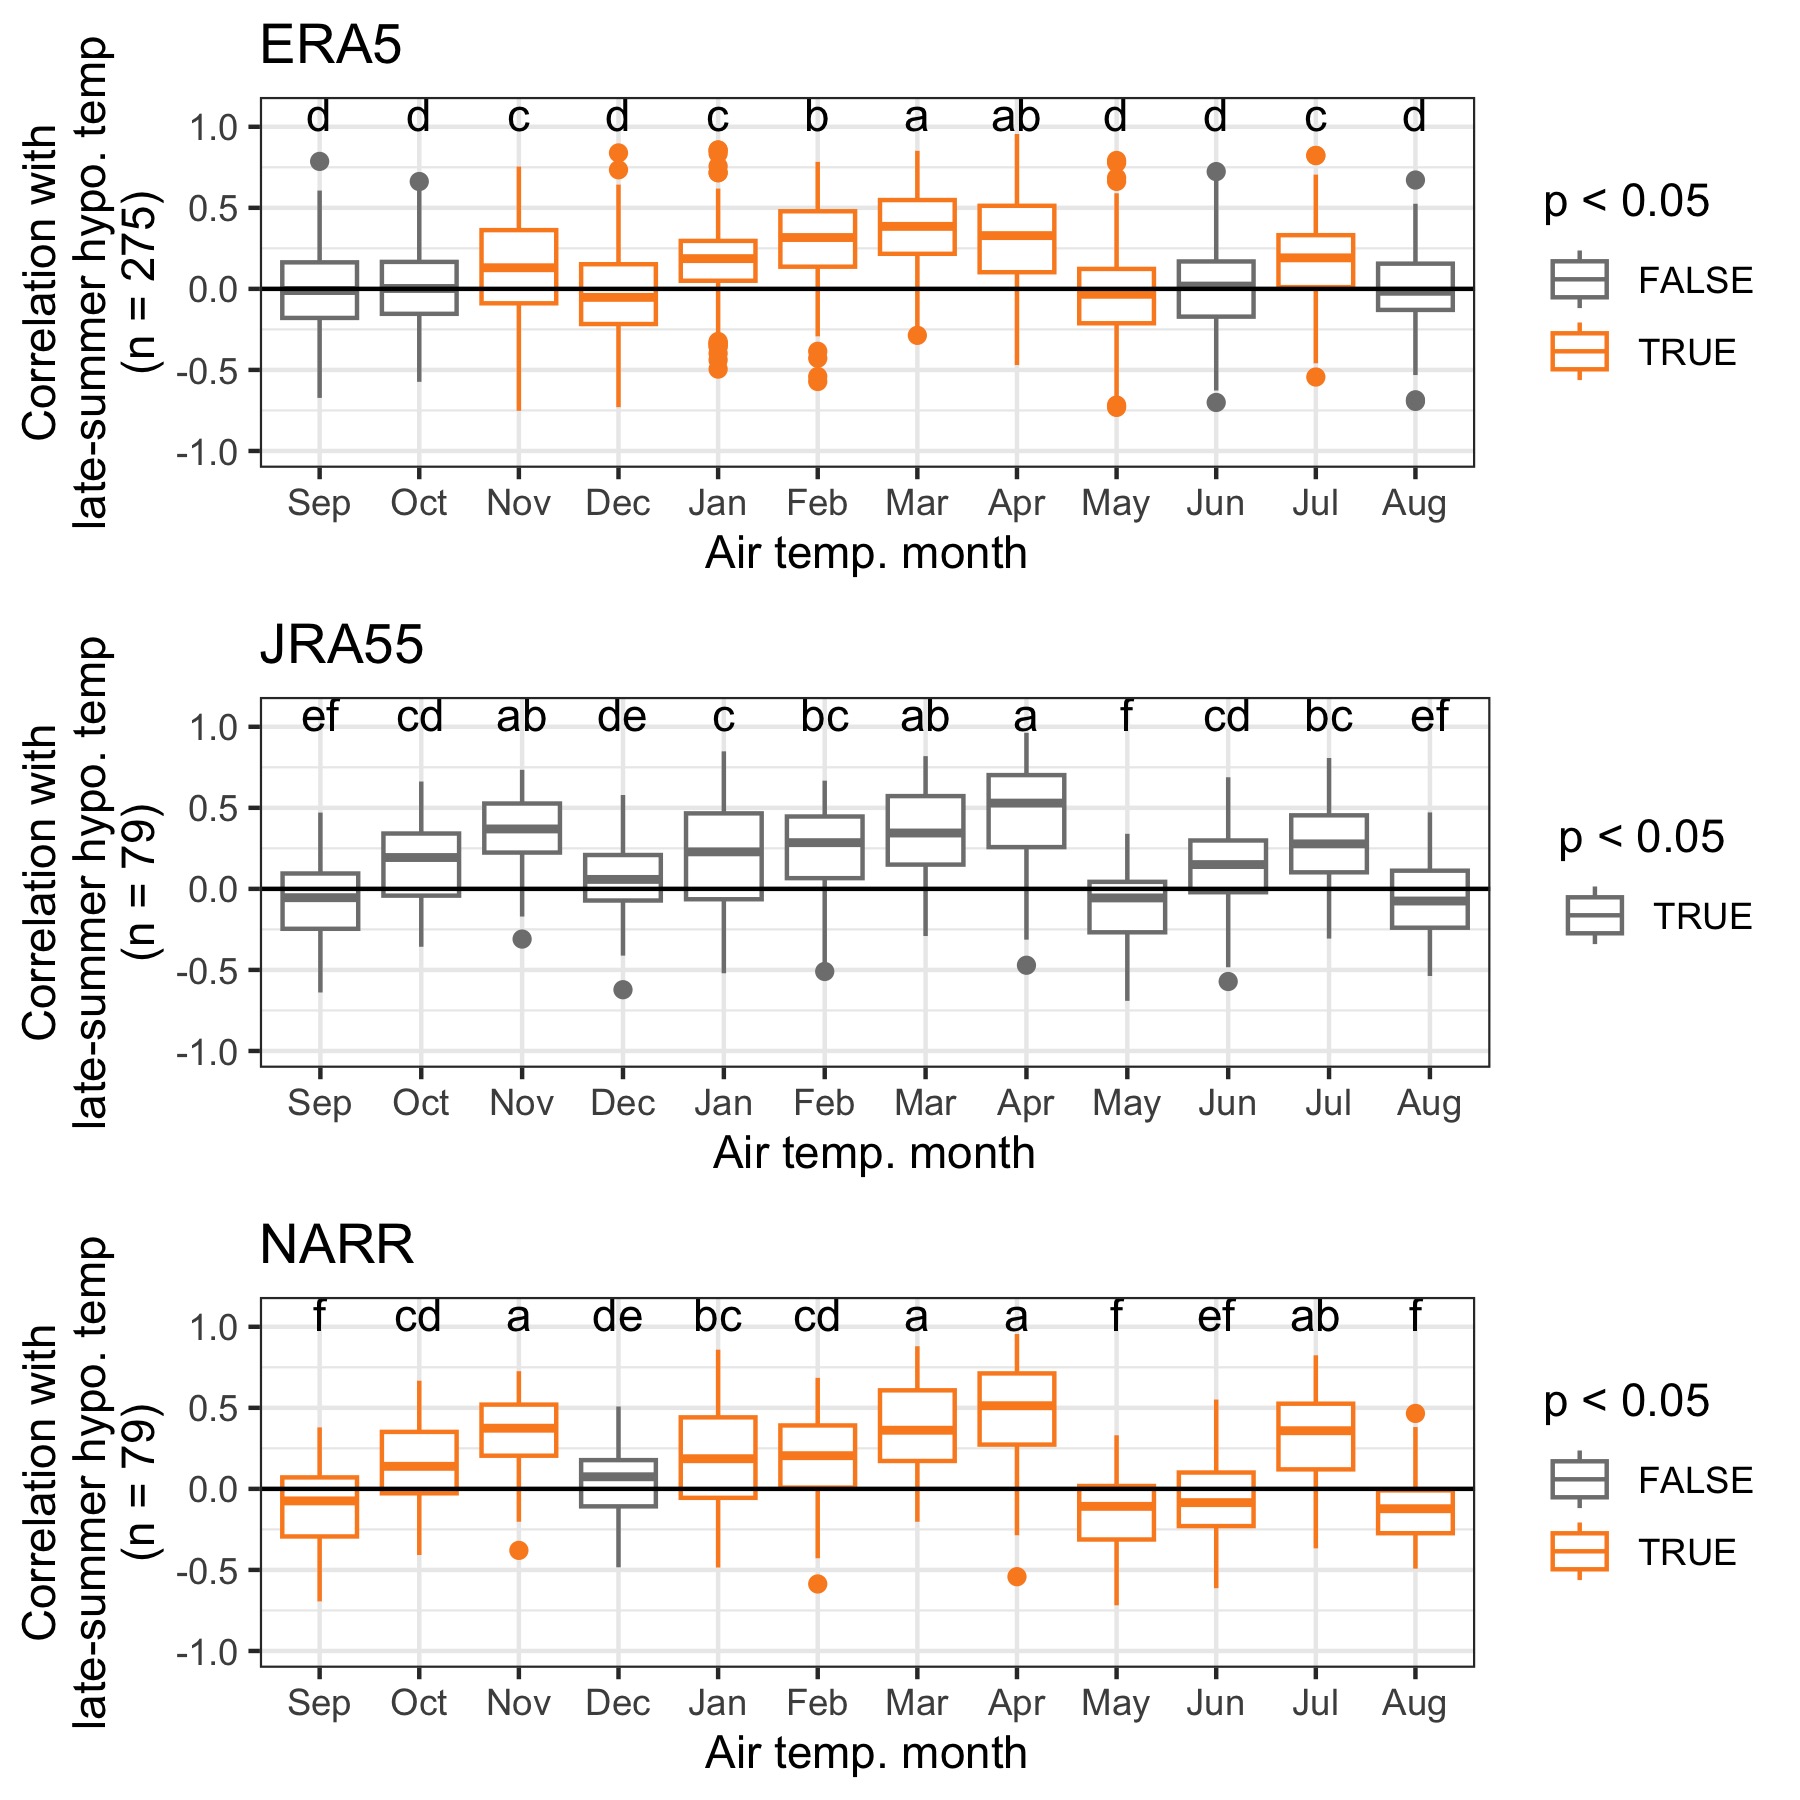 ERA5
Correlation with
late-summer hypo. temp
(n = 275)
d d c d c b a ab d d c d
1.0
0.5
0.0
-0.5
-1.0
Sep Oct Nov Dec Jan Feb Mar Apr May Jun Jul Aug
Air temp. month
p < 0.05
FALSE
TRUE
JRA55
Correlation with
late-summer hypo. temp
(n = 79)
ef cd ab de c bc ab a f cd bc ef
1.0
0.5
0.0
-0.5
-1.0
Sep Oct Nov Dec Jan Feb Mar Apr May Jun Jul Aug
Air temp. month
p < 0.05
TRUE
NARR
Correlation with
late-summer hypo. temp
(n = 79)
f cd a de bc cd a a f ef ab f
1.0
0.5
0.0
-0.5
-1.0
Sep Oct Nov Dec Jan Feb Mar Apr May Jun Jul Aug
Air temp. month
p < 0.05
FALSE
TRUE